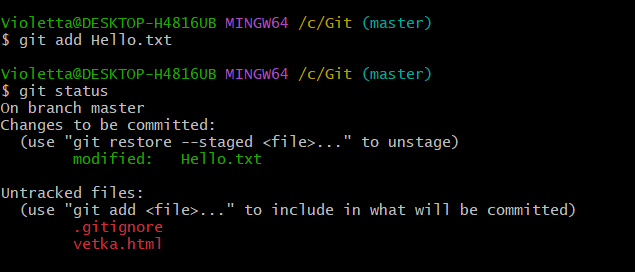 Violetta@DESKTOP-H4816UB MINGW64 /c/Git (master)
$ git add Hello.txt
Violetta@DESKTOP-H4816UB MINGW64 /c/Git (master)
$ git status
On branch master
Changes to be committed:
  (use "git restore --staged <file>..." to unstage)
        modified:   Hello.txt
Untracked files:
  (use "git add <file>..." to include in what will be committed)
        .gitignore
        vetka.html